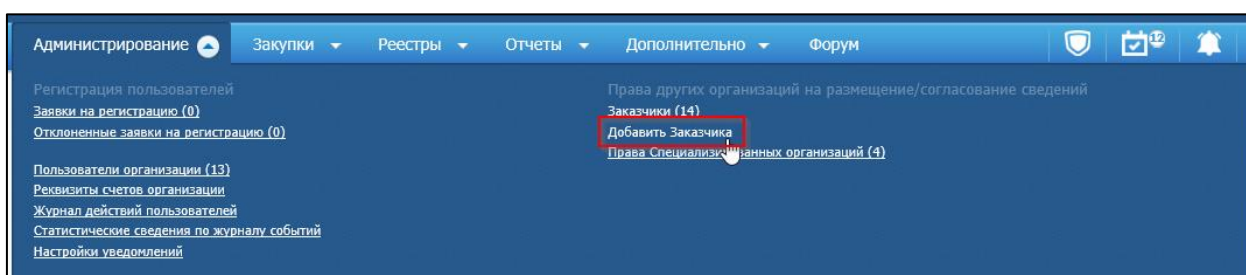 Администрирование Закупки Реестры Отчеты Дополнительно Форум 12
Регистрация пользователей
Заявки на регистрацию (0)
Отклоненные заявки на регистрацию (0)
Пользователи организации (13)
Реквизиты счетов организации
Журнал действий пользователей
Статистические сведения по журналу событий
Настройки уведомлений
Права других организаций на размещение/согласование сведений
Заказчики (14)
Добавить Заказчика
Права Специализированных организаций (4)